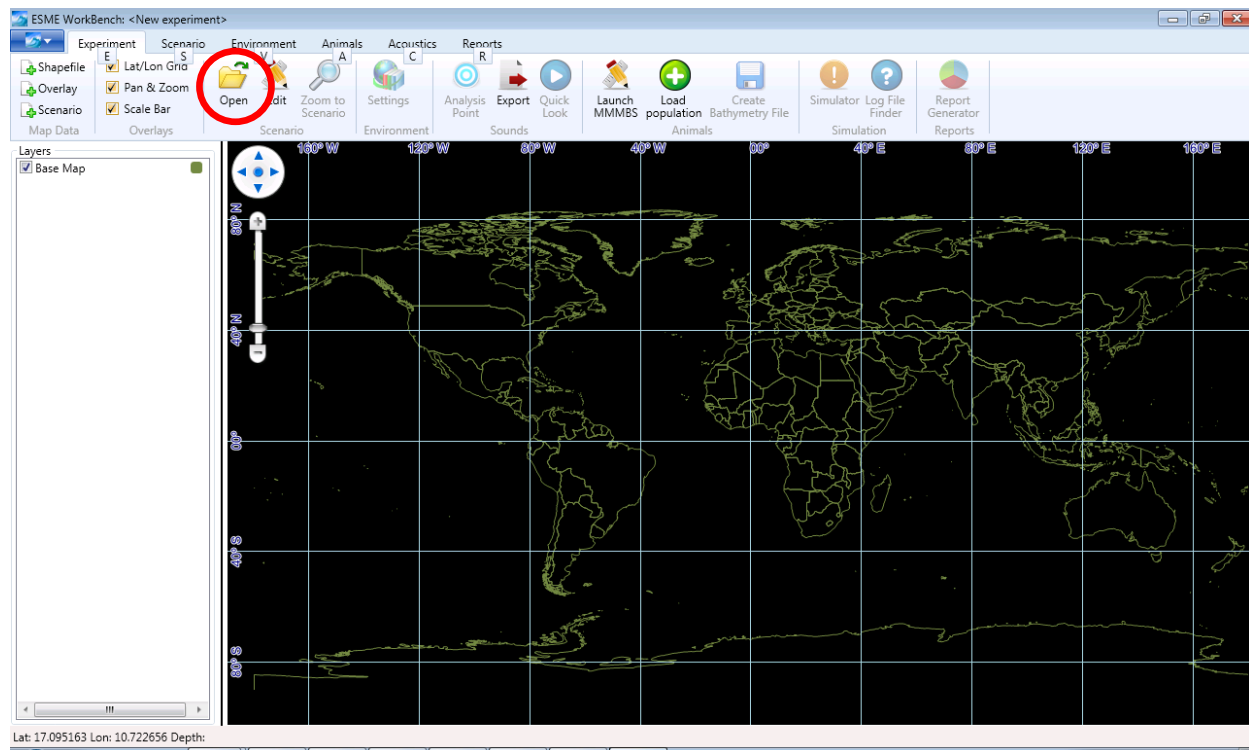 ESME WorkBench: <New experiment>
Experiment Scenario Environment Animals Acoustics Reports
E S V A C R
Shapefile
Overlay
Scenario
Map Data
Lat/Lon Grid
Pan & Zoom
Scale Bar
Overlays
Open
Edit
Zoom to
Scenario
Scenario
Settings
Environment
Analysis
Point
Export
Quick
Look
Sounds
Launch
MMMBS
Load
population
Create
Bathymetry File
Animals
Simulator
Log File
Finder
Simulation
Report
Generator
Reports
Layers
Base Map
160° W 120° W 80° W 40° W 00° 40° E 80° E 120° E 160° E
80° N
40° N
00°
40° S
80° S
Lat: 17.095163 Lon: 10.722656 Depth: